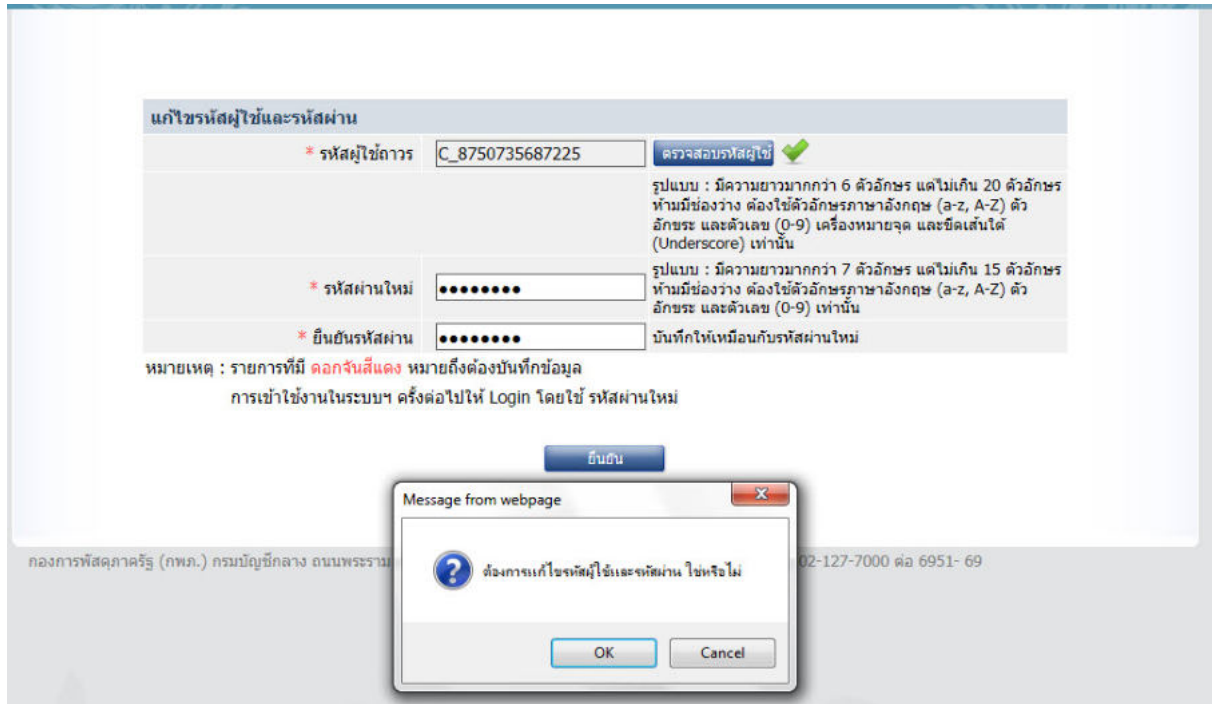 แก้ไขรหัสผู้ใช้และรหัสผ่าน
* รหัสผู้ใช้ถาวร C_8750735687225 ตรวจสอบรหัสผู้ใช้
รูปแบบ : มีความยาวมากกว่า 6 ตัวอักษร แต่ไม่เกิน 20 ตัวอักษร
ห้ามมีช่องว่าง ต้องใช้ตัวอักษรภาษาอังกฤษ (a-z, A-Z) ตัว
อักขระ และตัวเลข (0-9) เครื่องหมายจุด และขีดเส้นใต้
(Underscore) เท่านั้น
* รหัสผ่านใหม่ ●●●●●●●●
รูปแบบ : มีความยาวมากกว่า 7 ตัวอักษร แต่ไม่เกิน 15 ตัวอักษร
ห้ามมีช่องว่าง ต้องใช้ตัวอักษรภาษาอังกฤษ (a-z, A-Z) ตัว
อักขระ และตัวเลข (0-9) เท่านั้น
* ยืนยันรหัสผ่าน ●●●●●●●● บันทึกให้เหมือนกับรหัสผ่านใหม่
หมายเหตุ : รายการที่มี ดอกจันสีแดง หมายถึงต้องบันทึกข้อมูล
การเข้าใช้งานในระบบฯ ครั้งต่อไปให้ Login โดยใช้ รหัสผ่านใหม่
ยืนยัน
Message from webpage
ต้องการแก้ไขรหัสผู้ใช้และรหัสผ่าน ใช่หรือไม่
OK Cancel
กองการพัสดุภาครัฐ (กพภ.) กรมบัญชีกลาง ถนนพระราม 02-127-7000 ต่อ 6951- 69